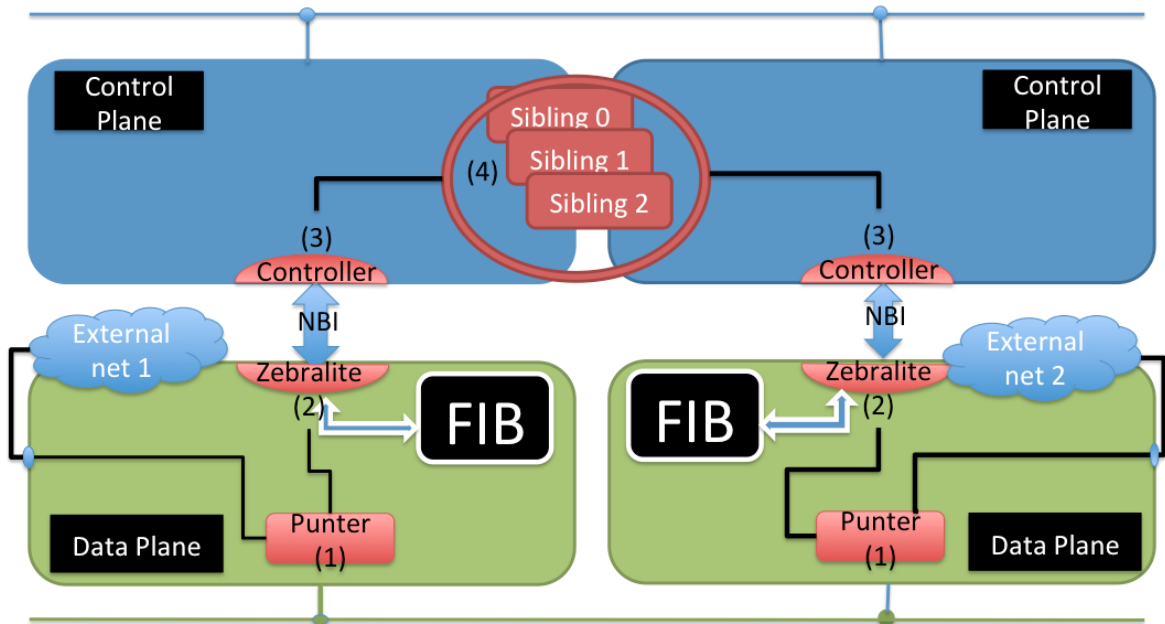 Control
Plane
Control
Plane
Sibling 0
Sibling 1
(4)
Sibling 2
(3)
Controller
(3)
Controller
NBI
NBI
External
net 1
External
net 2
Zebralite
(2)
Zebralite
(2)
FIB
FIB
Punter
(1)
Punter
(1)
Data Plane
Data Plane